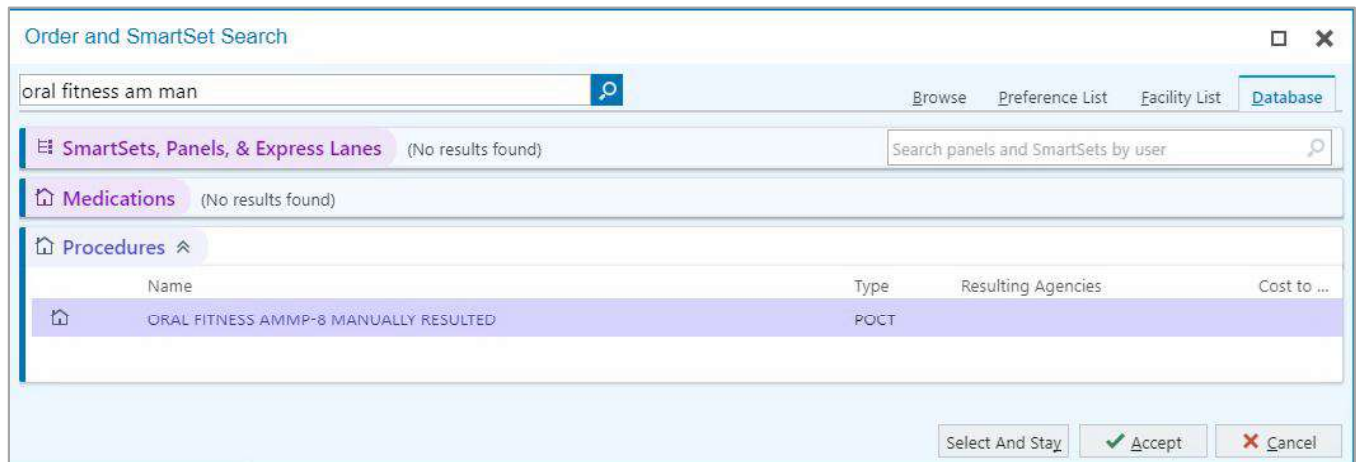 Order and SmartSet Search
oral fitness am man
Browse Preference List Facility List Database
SmartSets, Panels, & Express Lanes (No results found) Search panels and SmartSets by user
Medications (No results found)
Procedures
Name Type Resulting Agencies Cost to ...
ORAL FITNESS AMMP-8 MANUALLY RESULTED POCT
Select And Stay Accept Cancel